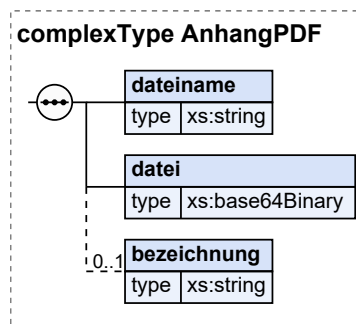 complexType AnhangPDF
dateiname
type xs:string
datei
type xs:base64Binary
0..1
bezeichnung
type xs:string